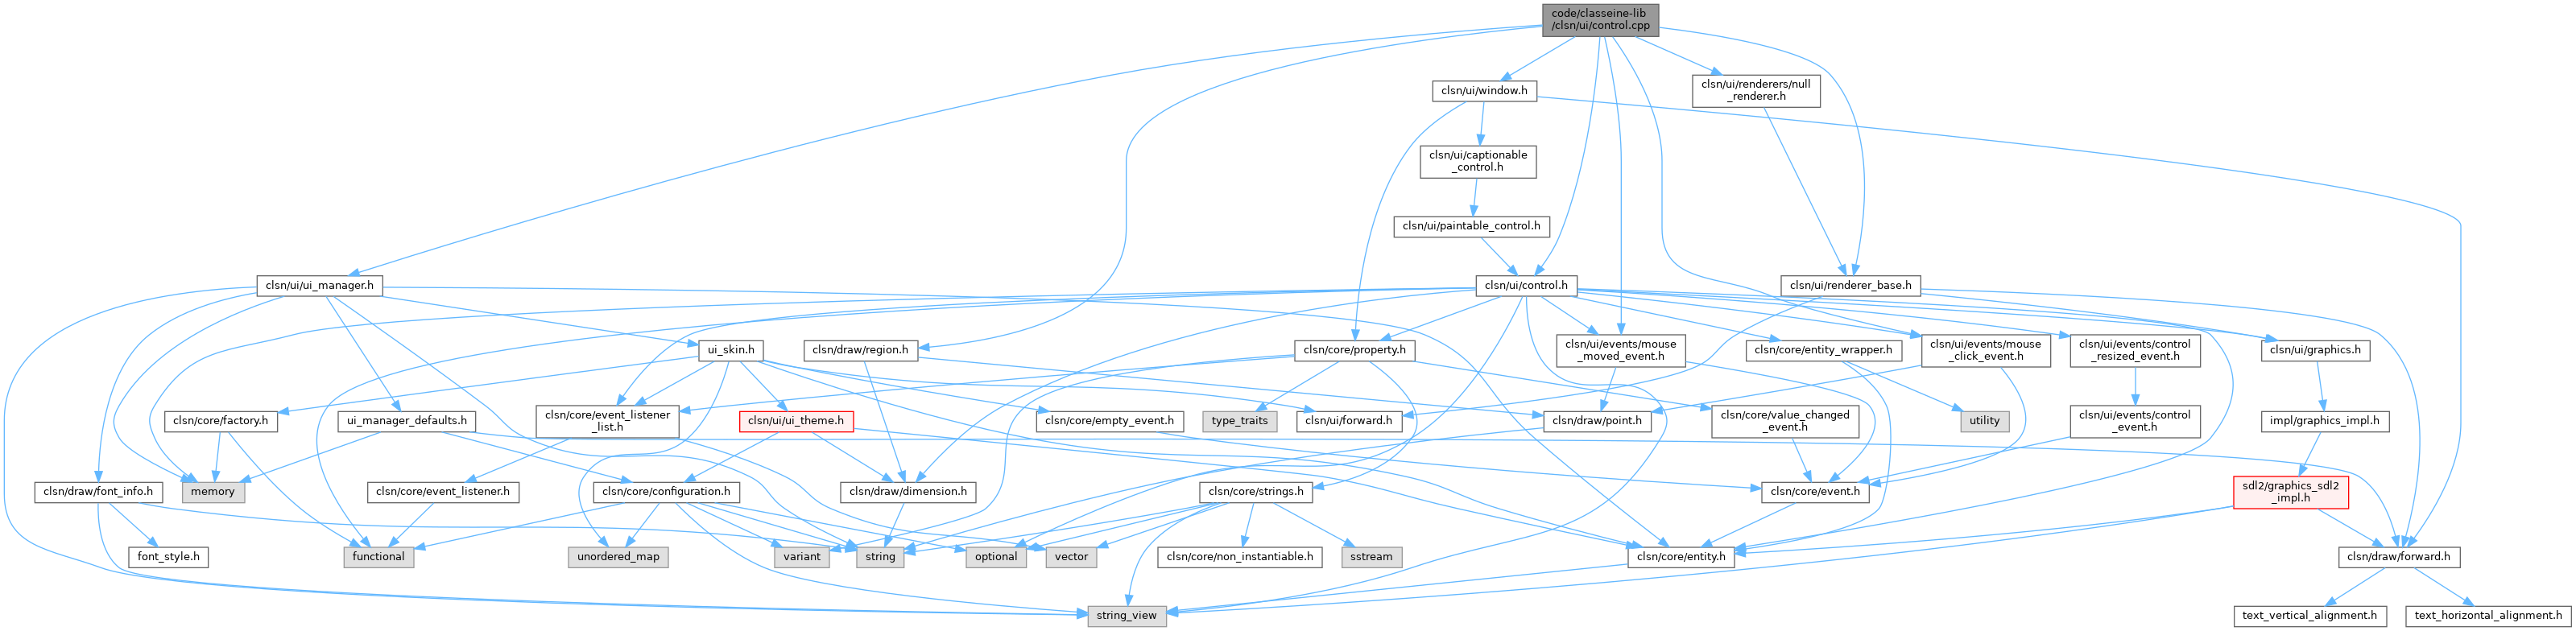 code/classeine-lib
/clsn/ui/control.cpp
clsn/ui/window.h
clsn/ui/renderers/null
_renderer.h
clsn/ui/captionable
_control.h
clsn/ui/paintable_control.h
clsn/ui/ui_manager.h
clsn/ui/control.h
clsn/ui/renderer_base.h
ui_skin.h
clsn/draw/region.h
clsn/core/property.h
clsn/ui/events/mouse
_moved_event.h
clsn/core/entity_wrapper.h
clsn/ui/events/mouse
_click_event.h
clsn/ui/events/control
_resized_event.h
clsn/ui/graphics.h
clsn/core/factory.h
ui_manager_defaults.h
clsn/core/event_listener
_list.h
clsn/ui/ui_theme.h
clsn/core/empty_event.h
type_traits
clsn/ui/forward.h
clsn/draw/point.h
clsn/core/value_changed
_event.h
utility
clsn/ui/events/control
_event.h
impl/graphics_impl.h
clsn/draw/font_info.h
memory
clsn/core/event_listener.h
clsn/core/configuration.h
clsn/draw/dimension.h
clsn/core/strings.h
clsn/core/event.h
sdl2/graphics_sdl2
_impl.h
font_style.h
functional
unordered_map
variant
string
optional
vector
clsn/core/non_instantiable.h
sstream
clsn/core/entity.h
clsn/draw/forward.h
string_view
text_vertical_alignment.h
text_horizontal_alignment.h